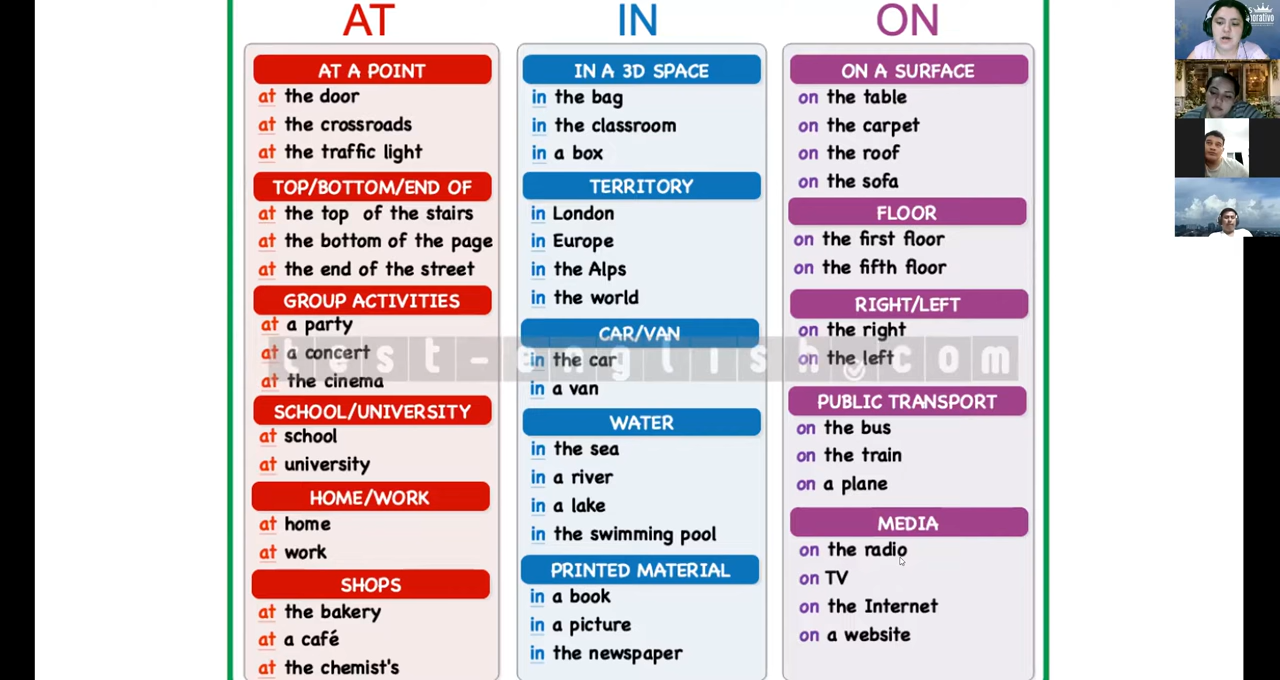 AT
AT A POINT
at the door
at the crossroads
at the traffic light
TOP/BOTTOM/END OF
at the top of the stairs
at the bottom of the page
at the end of the street
GROUP ACTIVITIES
at a party
at a concert
at the cinema
SCHOOL/UNIVERSITY
at school
at university
HOME/WORK
at home
at work
SHOPS
at the bakery
at a café
at the chemist's
IN
IN A 3D SPACE
in the bag
in the classroom
in a box
TERRITORY
in London
in Europe
in the Alps
in the world
CAR/VAN
in the car
in a van
WATER
in the sea
in a river
in a lake
in the swimming pool
PRINTED MATERIAL
in a book
in a picture
in the newspaper
ON
ON A SURFACE
on the table
on the carpet
on the roof
on the sofa
FLOOR
on the first floor
on the fifth floor
RIGHT/LEFT
on the right
on the left
PUBLIC TRANSPORT
on the bus
on the train
on a plane
MEDIA
on the radio
on TV
on the Internet
on a website
test-english.com